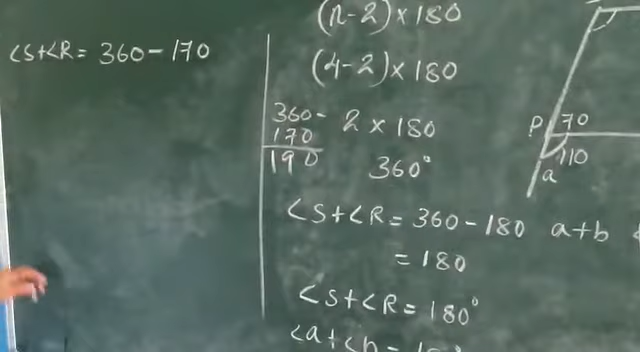 ∠S+∠R = 360-170
(n-2)×180
(4-2)×180
360-
170
190
2×180
360°
∠S+∠R = 360-180
= 180
∠S+∠R = 180°
∠a+∠b =
P
70
110
a
a+b